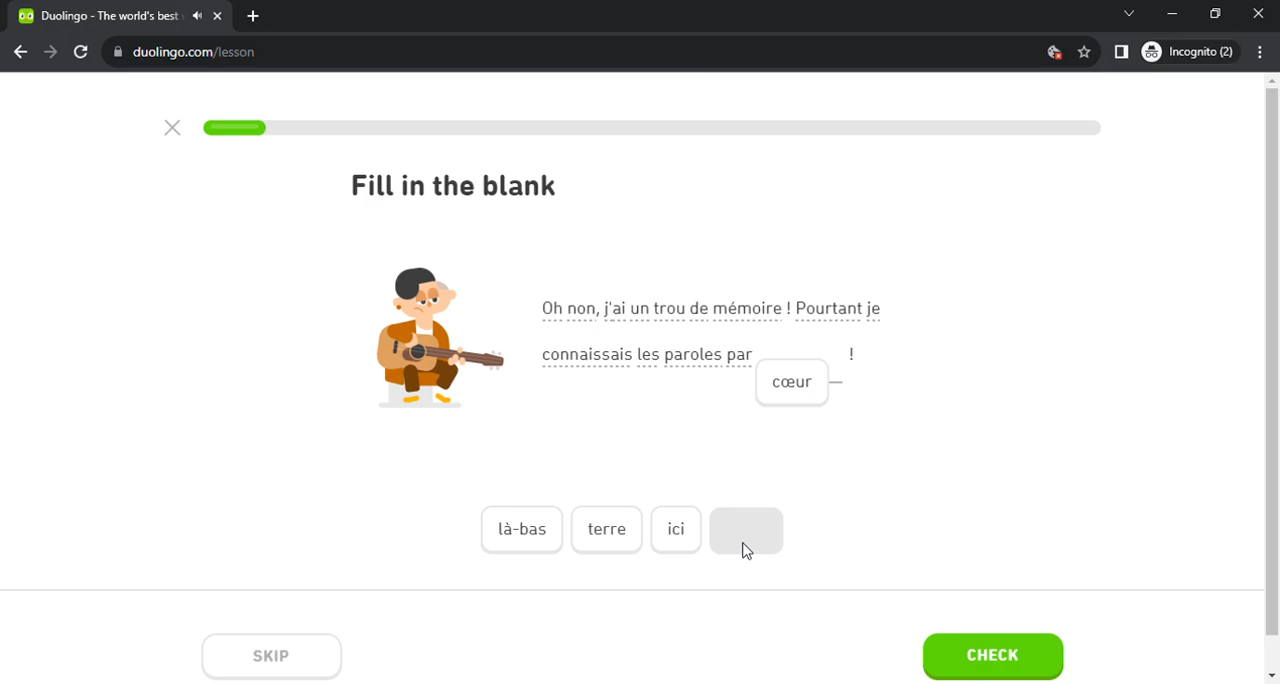 Duolingo - The world's best
duolingo.com/lesson
Incognito (2)
Fill in the blank
Oh non, j'ai un trou de mémoire ! Pourtant je
connaissais les paroles par cœur !
là-bas terre ici
SKIP CHECK